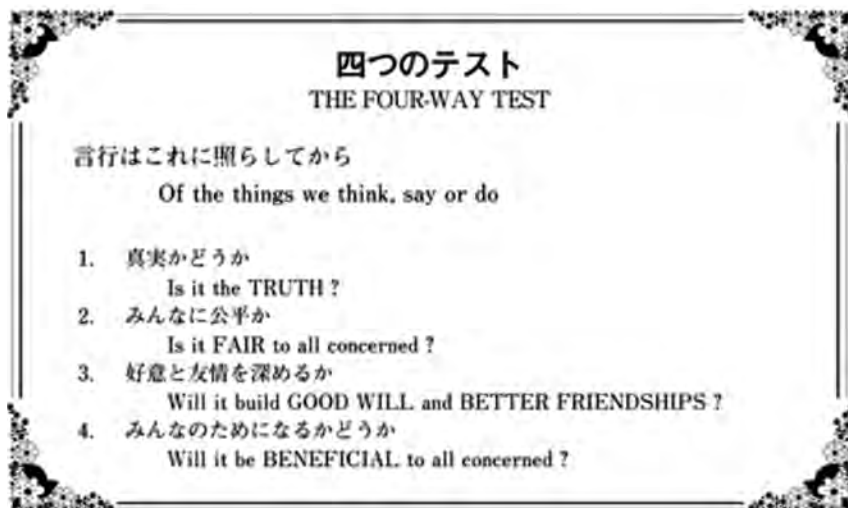 四つのテスト
THE FOUR-WAY TEST
言行はこれに照らしてから
Of the things we think, say or do
1. 真実かどうか
Is it the TRUTH ?
2. みんなに公平か
Is it FAIR to all concerned ?
3. 好意と友情を深めるか
Will it build GOOD WILL and BETTER FRIENDSHIPS ?
4. みんなのためになるかどうか
Will it be BENEFICIAL to all concerned ?